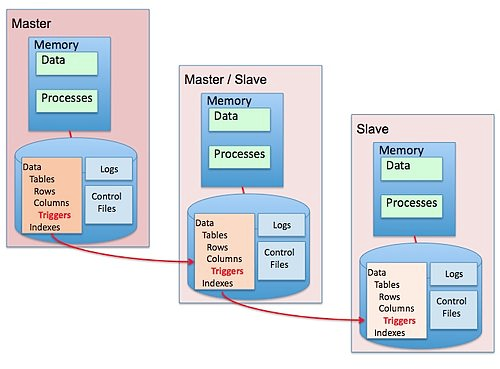 Master
Memory
Data
Processes
Data
Tables
Rows
Columns
Triggers
Indexes
Logs
Control
Files
Master / Slave
Memory
Data
Processes
Data
Tables
Rows
Columns
Triggers
Indexes
Logs
Control
Files
Slave
Memory
Data
Processes
Data
Tables
Rows
Columns
Triggers
Indexes
Logs
Control
Files